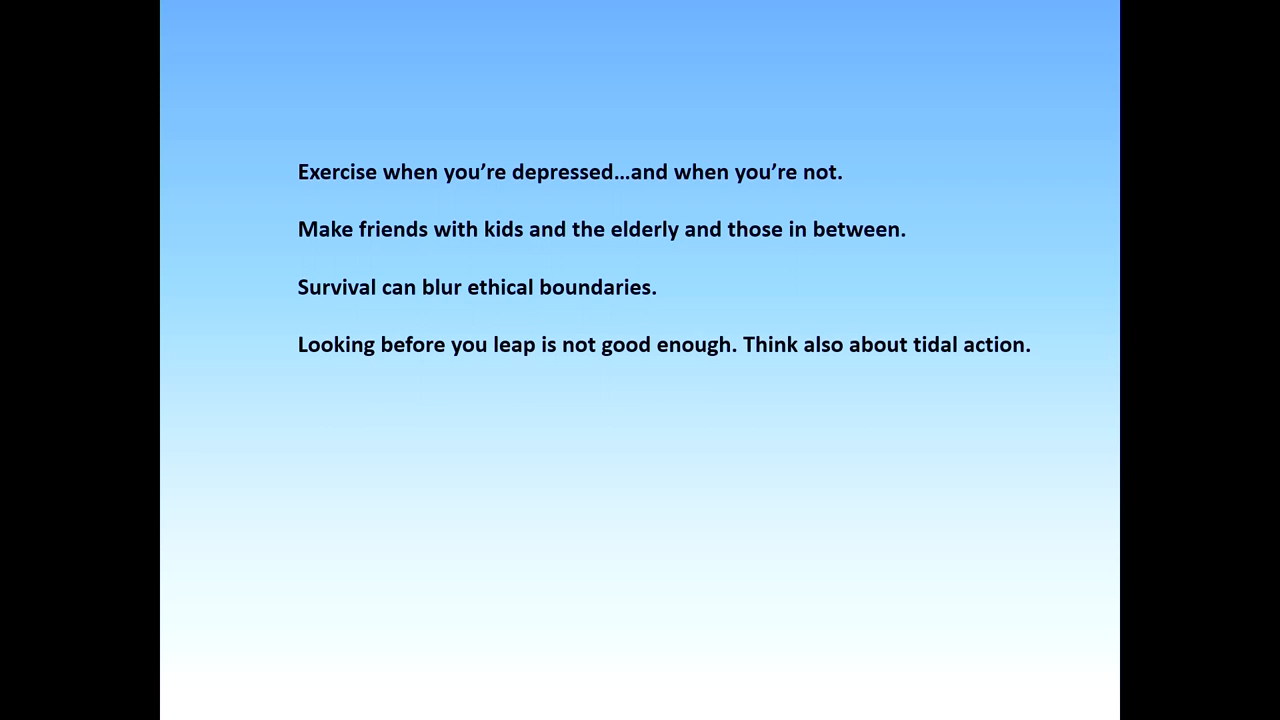 Exercise when you’re depressed…and when you’re not.
Make friends with kids and the elderly and those in between.
Survival can blur ethical boundaries.
Looking before you leap is not good enough. Think also about tidal action.